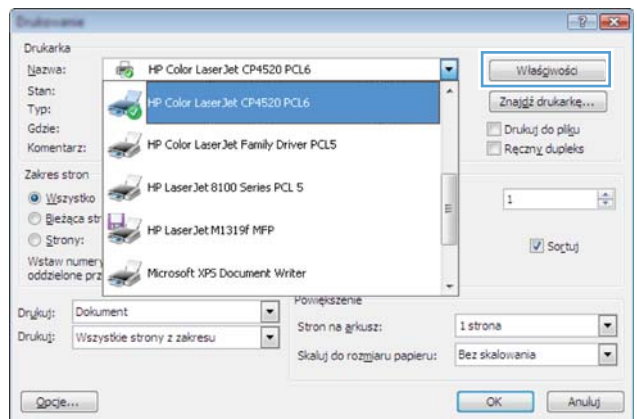 Drukowanie
Drukarka
Nazwa: HP Color LaserJet CP4520 PCL6 Właściwości
Stan:
HP Color LaserJet CP4520 PCL6
Znajdź drukarkę...
Typ:
Gdzie:
HP Color LaserJet Family Driver PCL5
Drukuj do pliku
Komentarz:
Ręczny dupleks
Zakres stron
HP LaserJet 8100 Series PCL 5
Wszystko
1
Bieżąca str
HP LaserJet M1319f MFP
Strony:
Sortuj
Wstaw numery
oddzielone prz
Microsoft XPS Document Writer
Drukuj: Dokument
Powiększenie
Stron na arkusz: 1 strona
Drukuj: Wszystkie strony z zakresu
Skaluj do rozmiaru papieru: Bez skalowania
Opcje... OK Anuluj